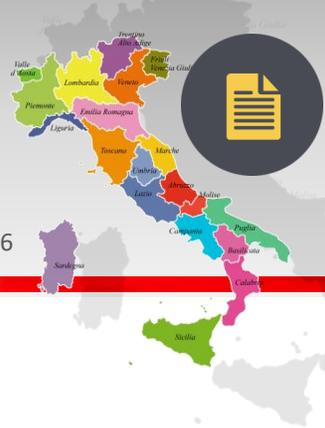 Trentino
Alto Adige
Friuli
Venezia Giulia
Valle
d'Aosta
Lombardia
Veneto
Piemonte
Emilia Romagna
Liguria
Toscana
Marche
Umbria
Abruzzo
Lazio
Molise
Puglia
Campania
Basilicata
6
Sardegna
Calabria
Sicilia